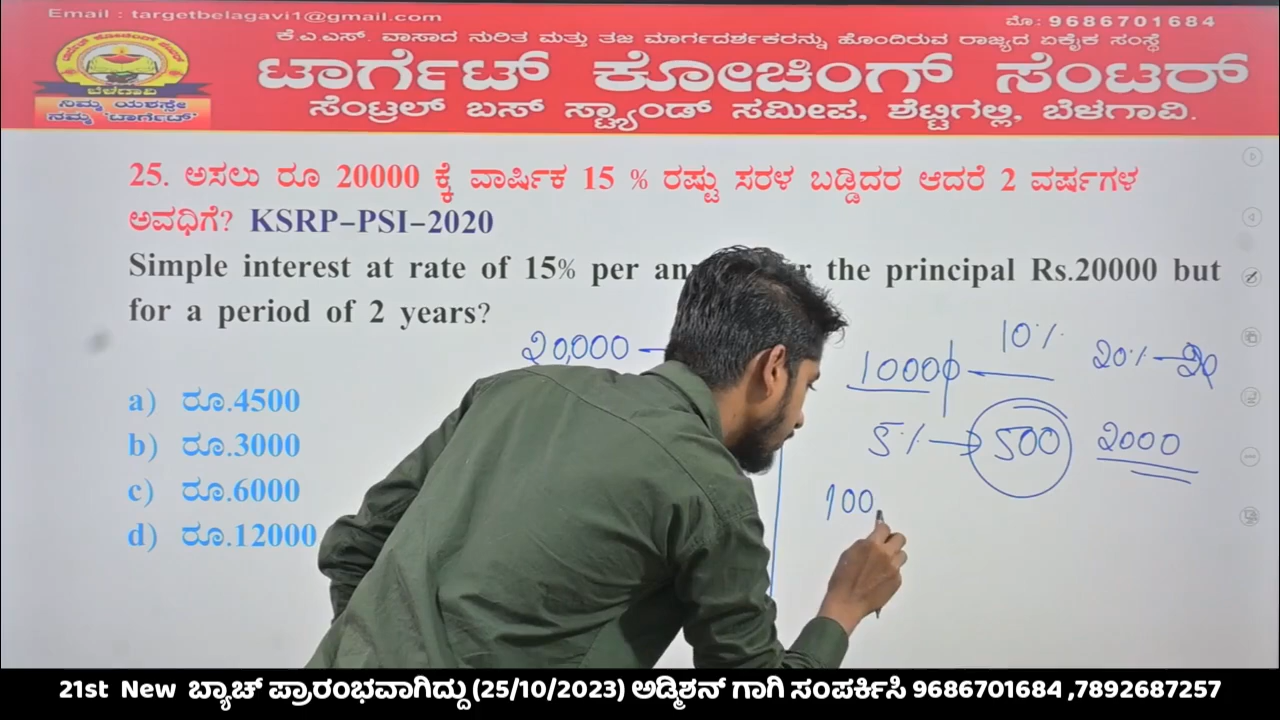 Email : targetbelagavi1@gmail.com
ಮೊ: 9686701684
ಕೆ.ಎ.ಎಸ್. ಪಾಸಾದ ನುರಿತ ಮತ್ತು ತಜ್ಞ ಮಾರ್ಗದರ್ಶಕರನ್ನು ಹೊಂದಿರುವ ರಾಜ್ಯದ ಏಕೈಕ ಸಂಸ್ಥೆ
ಟಾರ್ಗೆಟ್ ಕೋಚಿಂಗ್ ಸೆಂಟರ್
ಸೆಂಟ್ರಲ್ ಬಸ್ ಸ್ಟ್ಯಾಂಡ್ ಸಮೀಪ, ಶೆಟ್ಟಿಗಲ್ಲಿ, ಬೆಳಗಾವಿ.
ಬೆಳಗಾವಿ
ನಿಮ್ಮ ಯಶಸ್ಸೇ
ನಮ್ಮ "ಟಾರ್ಗೆಟ್"
25. ಅಸಲು ರೂ 20000 ಕ್ಕೆ ವಾರ್ಷಿಕ 15 % ರಷ್ಟು ಸರಳ ಬಡ್ಡಿದರ ಆದರೆ 2 ವರ್ಷಗಳ
ಅವಧಿಗೆ? KSRP-PSI-2020
Simple interest at rate of 15% per the principal Rs.20000 but
for a period of 2 years?
20,000
10000 10%
20%
5% 500 2000
100
a) ರೂ.4500
b) ರೂ.3000
c) ರೂ.6000
d) ರೂ.12000
21st New ಬ್ಯಾಚ್ ಪ್ರಾರಂಭವಾಗಿದ್ದು (25/10/2023) ಅಡ್ಮಿಶನ್ ಗಾಗಿ ಸಂಪರ್ಕಿಸಿ 9686701684 ,7892687257